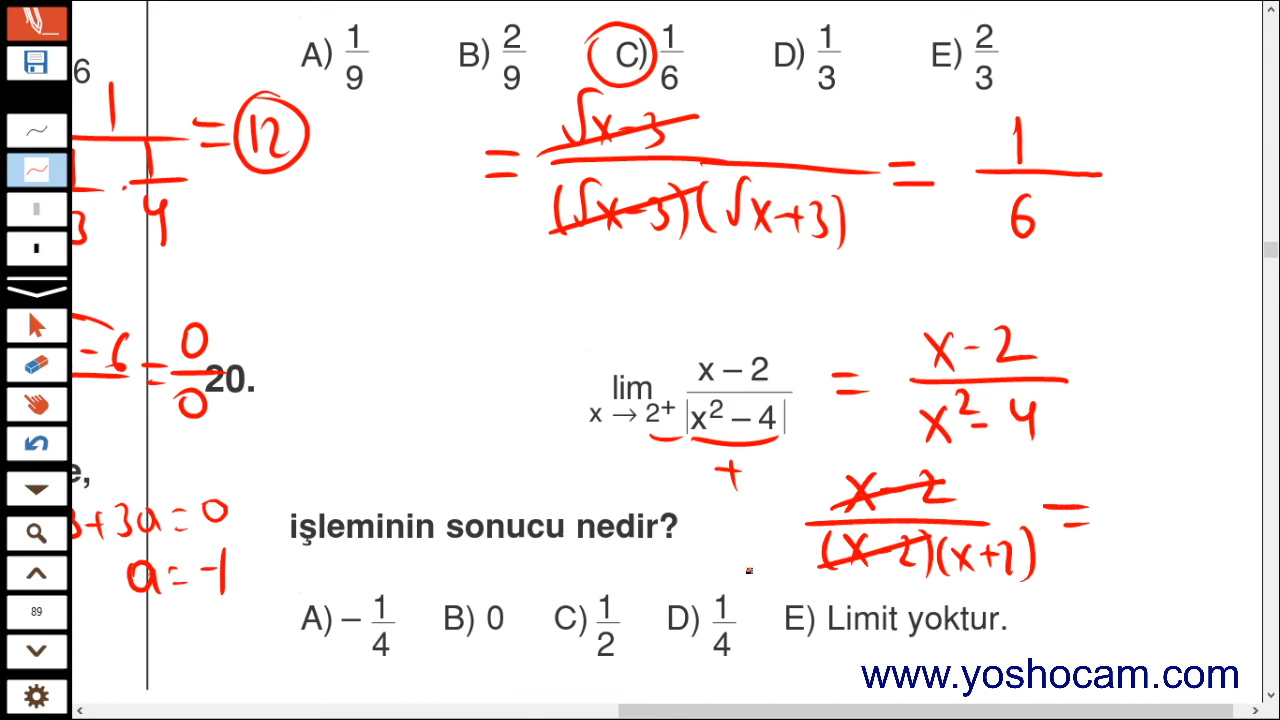 A) 1/9 B) 2/9 C) 1/6 D) 1/3 E) 2/3
6
1 / 1/3 · 1/4 = 12
= √x-3 / (√x-3)(√x+3) = 1/6
-6 = 0/0
20.
lim x → 2+ x – 2 / |x² – 4| = x-2 / x²-4
+
x-2 / (x-2)(x+2) =
e,
3+3a=0
a=-1
işleminin sonucu nedir?
A) – 1/4 B) 0 C) 1/2 D) 1/4 E) Limit yoktur.
89
www.yoshocam.com